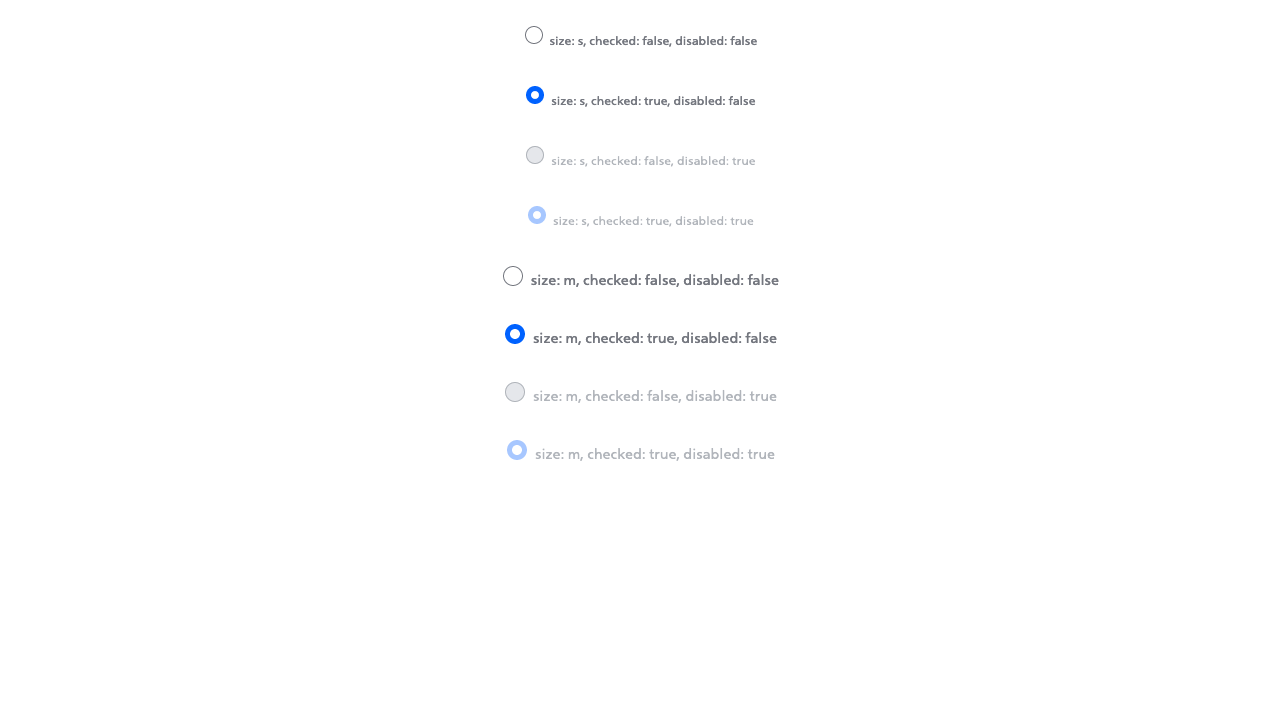 size: s, checked: false, disabled: false
size: s, checked: true, disabled: false
size: s, checked: false, disabled: true
size: s, checked: true, disabled: true
size: m, checked: false, disabled: false
size: m, checked: true, disabled: false
size: m, checked: false, disabled: true
size: m, checked: true, disabled: true